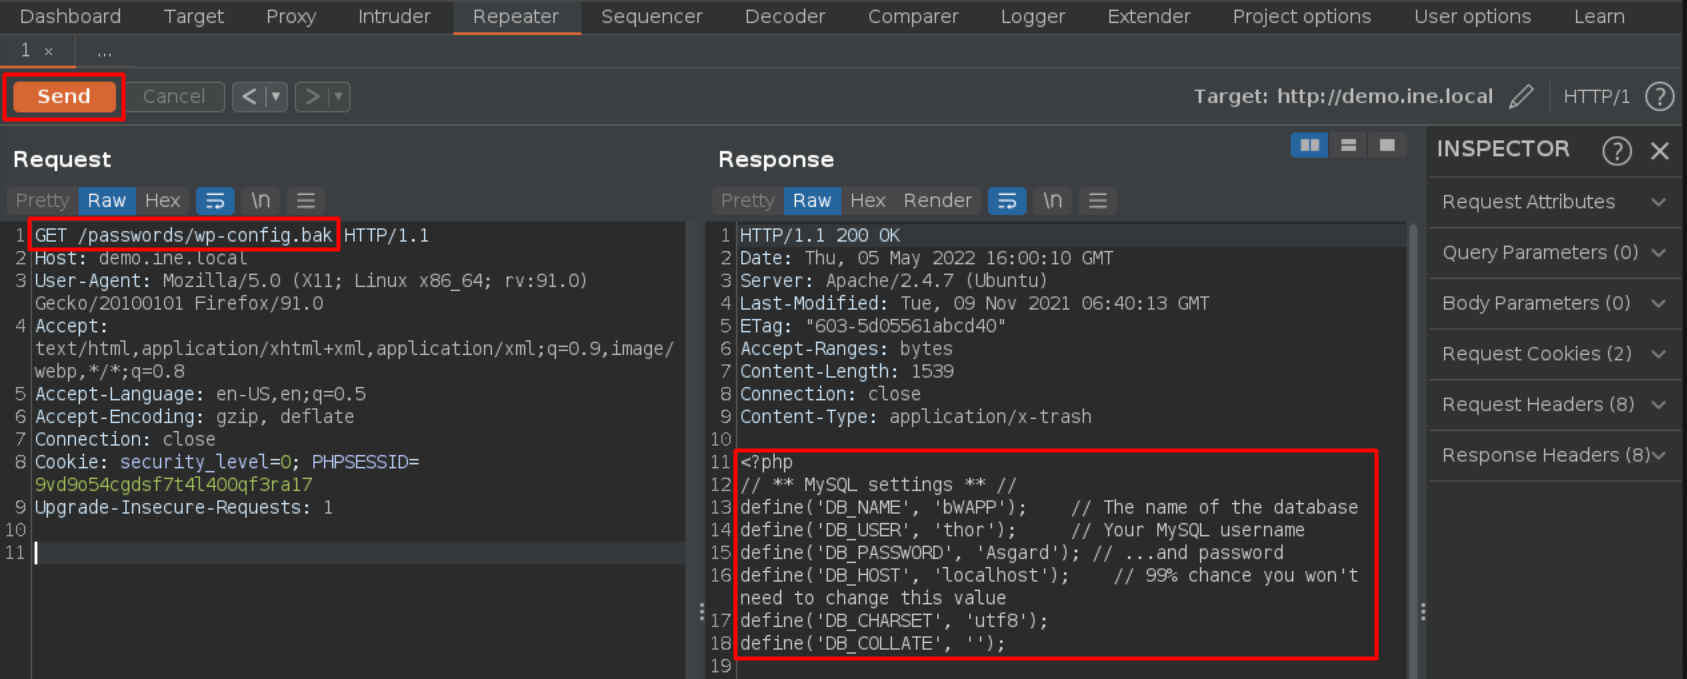 Dashboard Target Proxy Intruder Repeater Sequencer Decoder Comparer Logger Extender Project options User options Learn
1 × ...
Send Cancel < > Target: http://demo.ine.local HTTP/1 ?
Request
Pretty Raw Hex \n
1 GET /passwords/wp-config.bak HTTP/1.1
2 Host: demo.ine.local
3 User-Agent: Mozilla/5.0 (X11; Linux x86_64; rv:91.0)
Gecko/20100101 Firefox/91.0
4 Accept:
text/html,application/xhtml+xml,application/xml;q=0.9,image/
webp,*/*;q=0.8
5 Accept-Language: en-US,en;q=0.5
6 Accept-Encoding: gzip, deflate
7 Connection: close
8 Cookie: security_level=0; PHPSESSID=
9vd9o54cgdsf7t4l400qf3ra17
9 Upgrade-Insecure-Requests: 1
10
11
Response
Pretty Raw Hex Render \n
1 HTTP/1.1 200 OK
2 Date: Thu, 05 May 2022 16:00:10 GMT
3 Server: Apache/2.4.7 (Ubuntu)
4 Last-Modified: Tue, 09 Nov 2021 06:40:13 GMT
5 ETag: "603-5d05561abcd40"
6 Accept-Ranges: bytes
7 Content-Length: 1539
8 Connection: close
9 Content-Type: application/x-trash
10
11 <?php
12 // ** MySQL settings ** //
13 define('DB_NAME', 'bWAPP'); // The name of the database
14 define('DB_USER', 'thor'); // Your MySQL username
15 define('DB_PASSWORD', 'Asgard'); // ...and password
16 define('DB_HOST', 'localhost'); // 99% chance you won't
need to change this value
17 define('DB_CHARSET', 'utf8');
18 define('DB_COLLATE', '');
19
INSPECTOR ?
Request Attributes
Query Parameters (0)
Body Parameters (0)
Request Cookies (2)
Request Headers (8)
Response Headers (8)